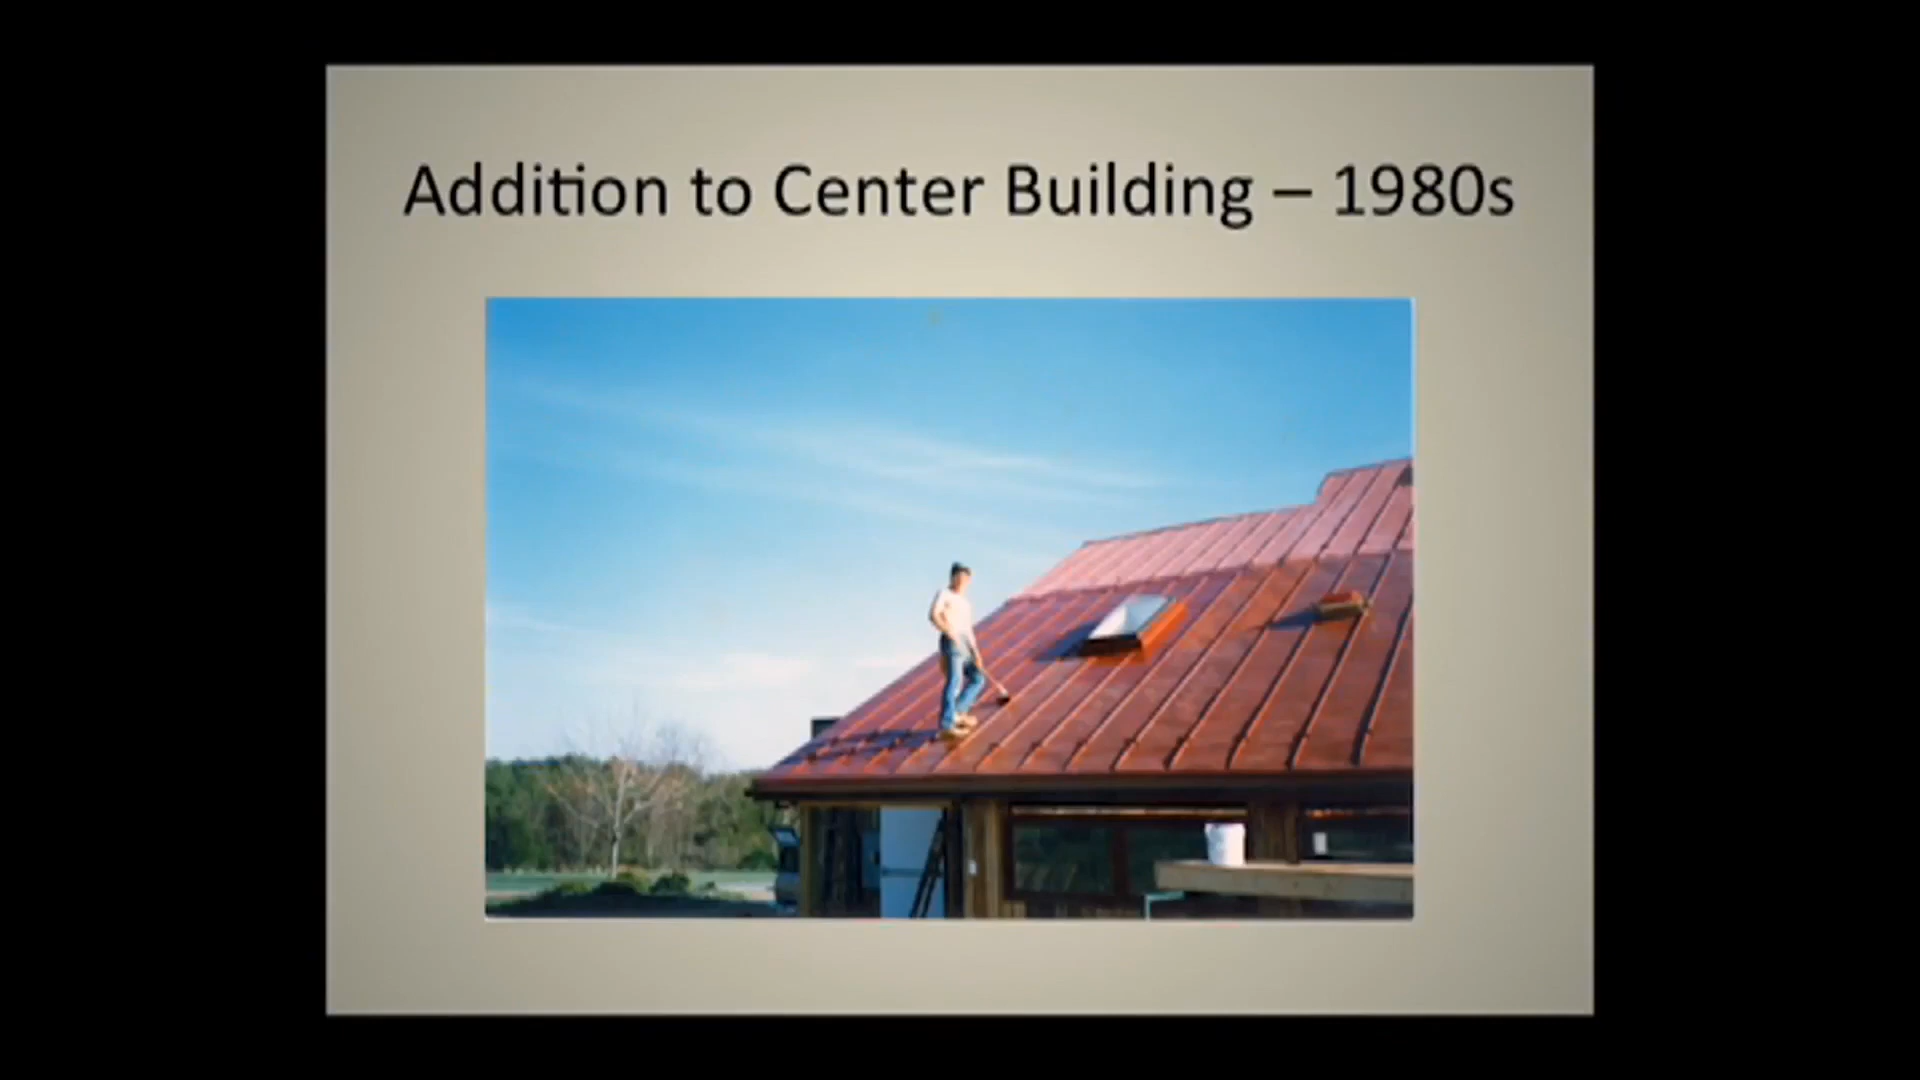 Addition to Center Building – 1980s